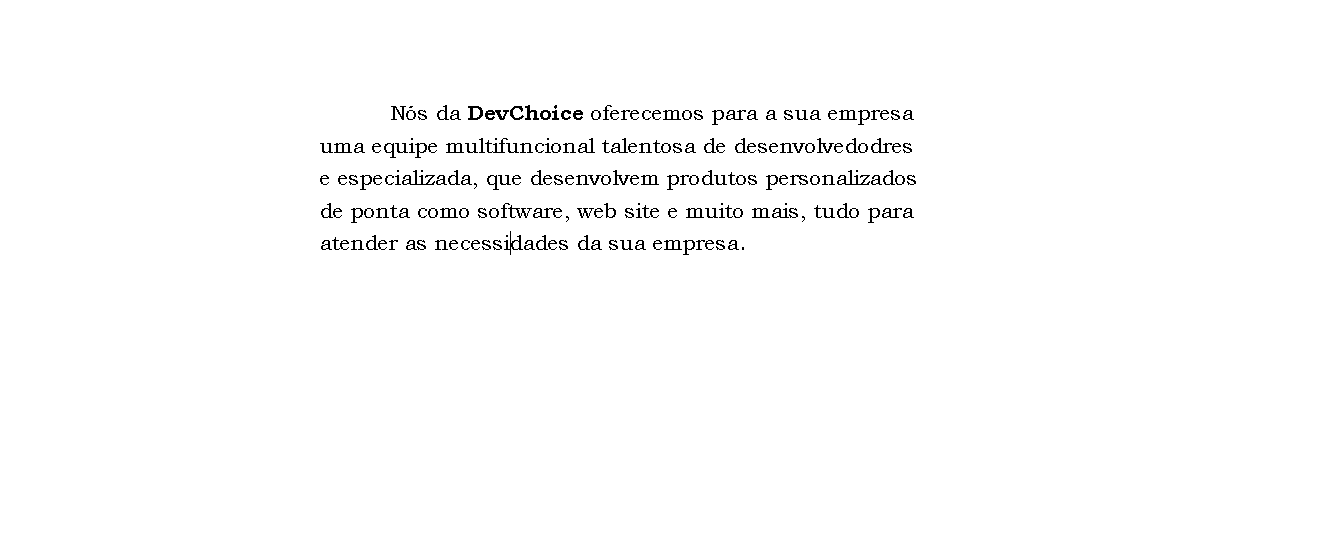 Nós da DevChoice oferecemos para a sua empresa
uma equipe multifuncional talentosa de desenvolvedodres
e especializada, que desenvolvem produtos personalizados
de ponta como software, web site e muito mais, tudo para
atender as necessidades da sua empresa.